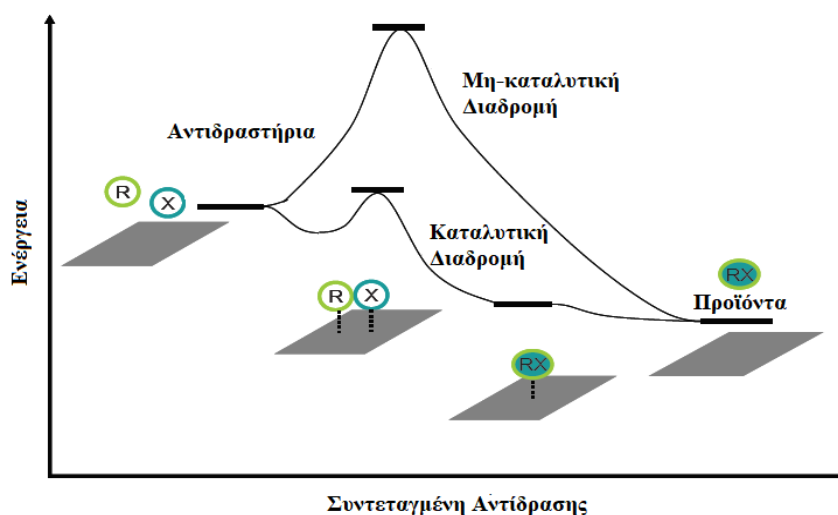 Μη-καταλυτική
Διαδρομή
Αντιδραστήρια
R
X
Ενέργεια
Καταλυτική
Διαδρομή
RX
Προϊόντα
R
X
RX
Συντεταγμένη Αντίδρασης